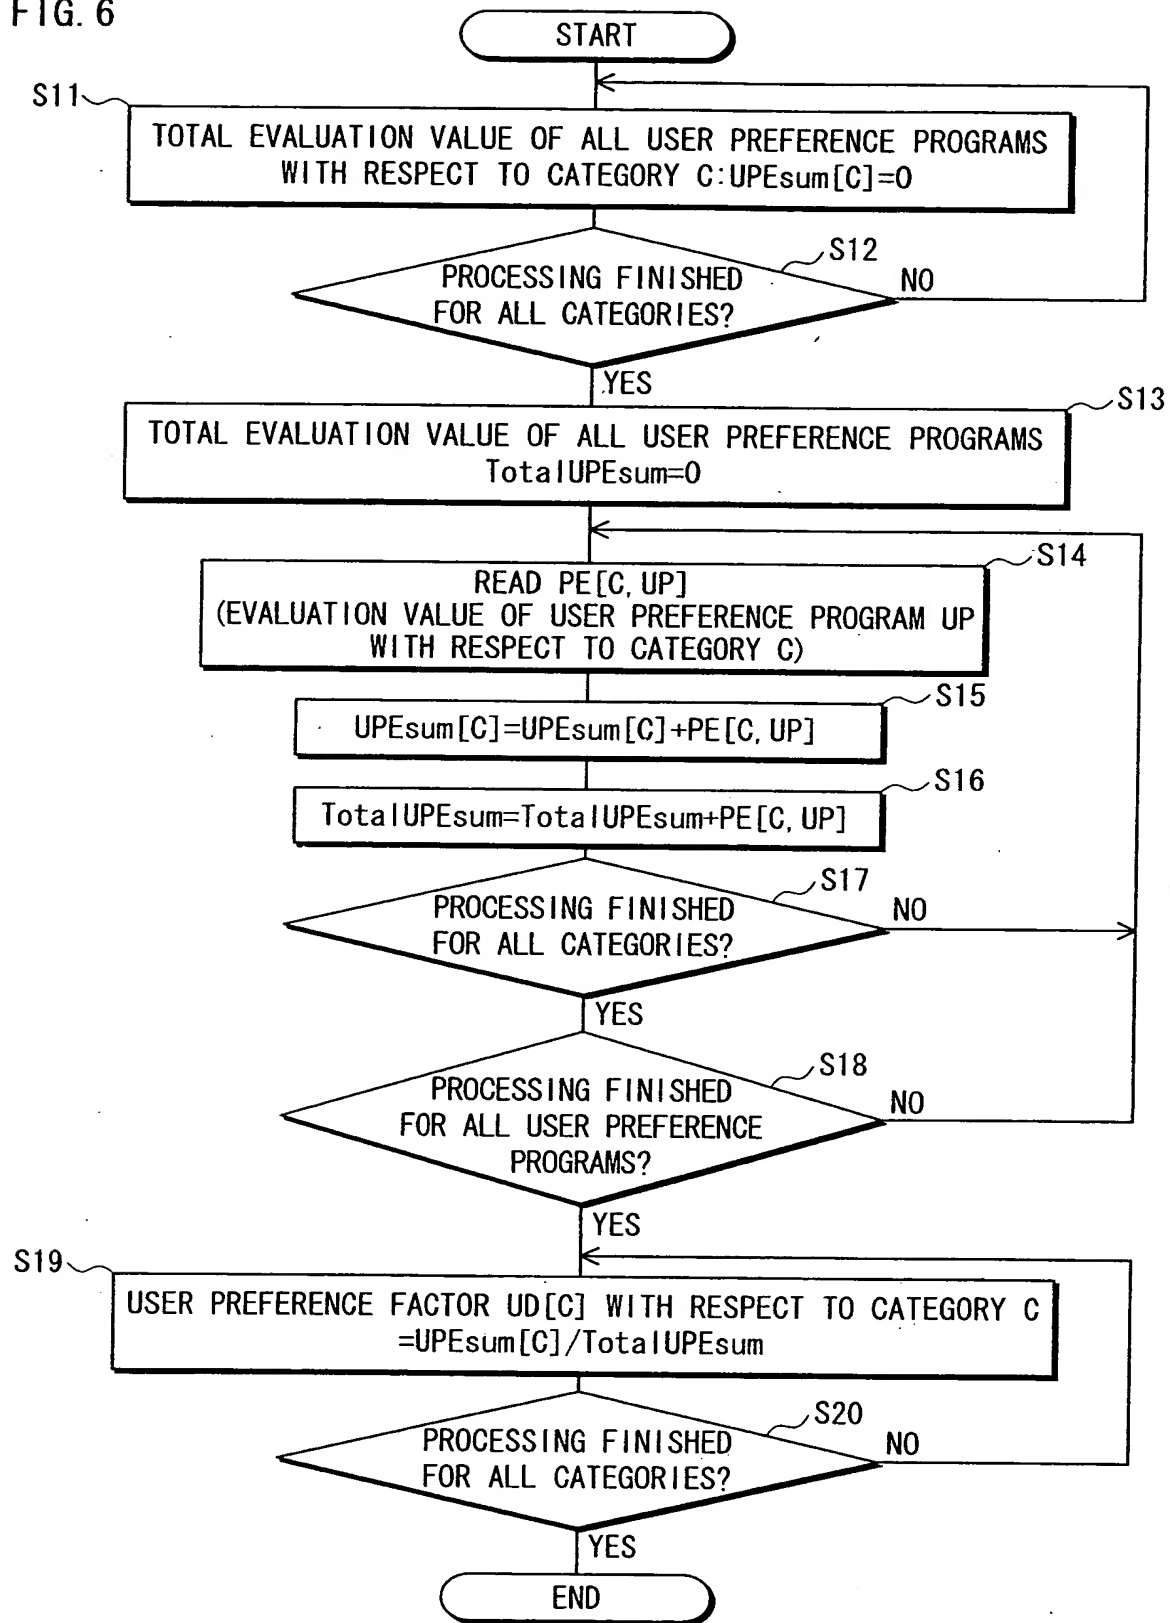 FIG. 6
START
S11
TOTAL EVALUATION VALUE OF ALL USER PREFERENCE PROGRAMS
WITH RESPECT TO CATEGORY C:UPEsum[C]=0
S12
PROCESSING FINISHED
FOR ALL CATEGORIES?
NO
YES
S13
TOTAL EVALUATION VALUE OF ALL USER PREFERENCE PROGRAMS
TotalUPEsum=0
S14
READ PE[C, UP]
(EVALUATION VALUE OF USER PREFERENCE PROGRAM UP
WITH RESPECT TO CATEGORY C)
S15
UPEsum[C]=UPEsum[C]+PE[C, UP]
S16
TotalUPEsum=TotalUPEsum+PE[C, UP]
S17
PROCESSING FINISHED
FOR ALL CATEGORIES?
NO
YES
S18
PROCESSING FINISHED
FOR ALL USER PREFERENCE
PROGRAMS?
NO
YES
S19
USER PREFERENCE FACTOR UD[C] WITH RESPECT TO CATEGORY C
=UPEsum[C]/TotalUPEsum
S20
PROCESSING FINISHED
FOR ALL CATEGORIES?
NO
YES
END